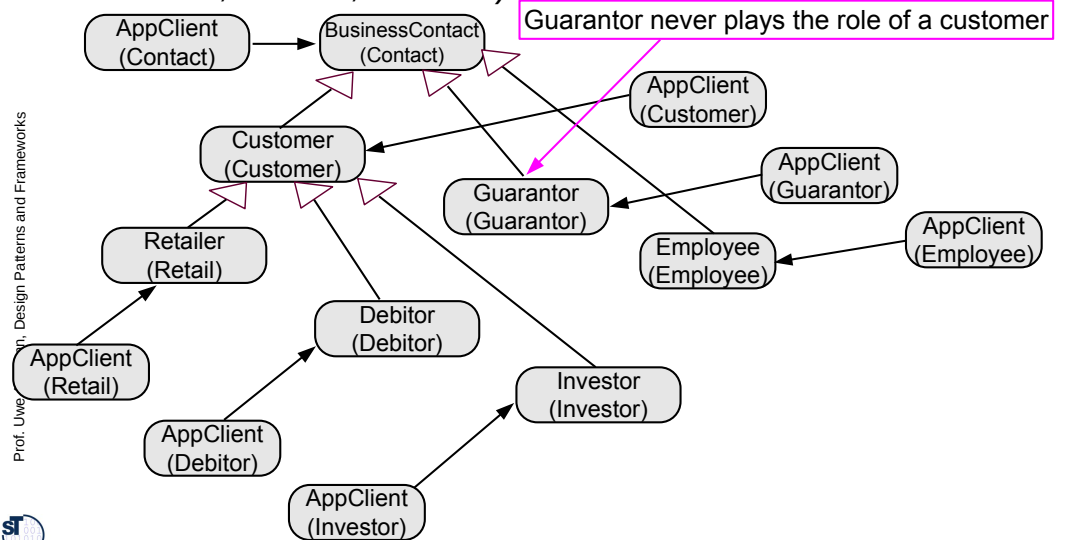 Guarantor never plays the role of a customer
AppClient
(Contact)
BusinessContact
(Contact)
AppClient
(Customer)
Customer
(Customer)
AppClient
(Guarantor)
Guarantor
(Guarantor)
AppClient
(Employee)
Retailer
(Retail)
Employee
(Employee)
Debitor
(Debitor)
AppClient
(Retail)
Investor
(Investor)
AppClient
(Debitor)
AppClient
(Investor)
Prof. Uwe, Design Patterns and Frameworks
ST